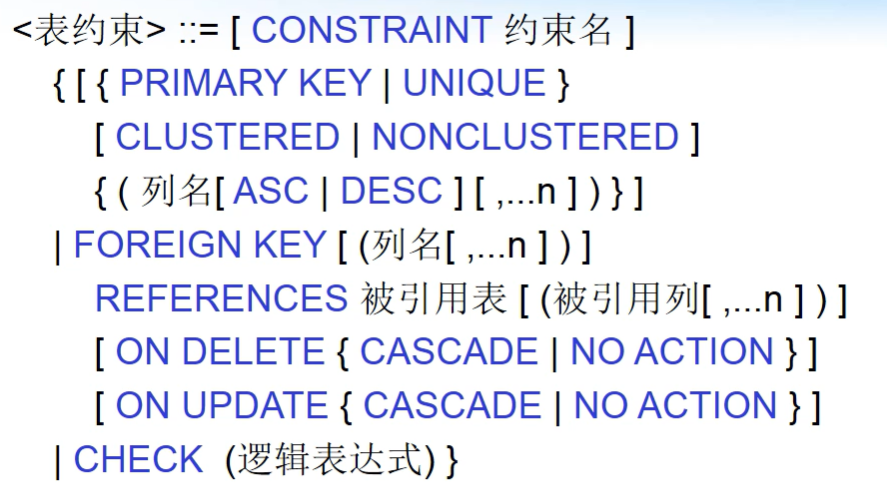 <表约束> ::= [ CONSTRAINT 约束名 ]
{ [ { PRIMARY KEY | UNIQUE }
[ CLUSTERED | NONCLUSTERED ]
{ ( 列名[ ASC | DESC ] [ ,...n ] ) } ]
| FOREIGN KEY [ (列名[ ,...n ] ) ]
REFERENCES 被引用表 [ (被引用列[ ,...n ] ) ]
[ ON DELETE { CASCADE | NO ACTION } ]
[ ON UPDATE { CASCADE | NO ACTION } ]
| CHECK (逻辑表达式) }